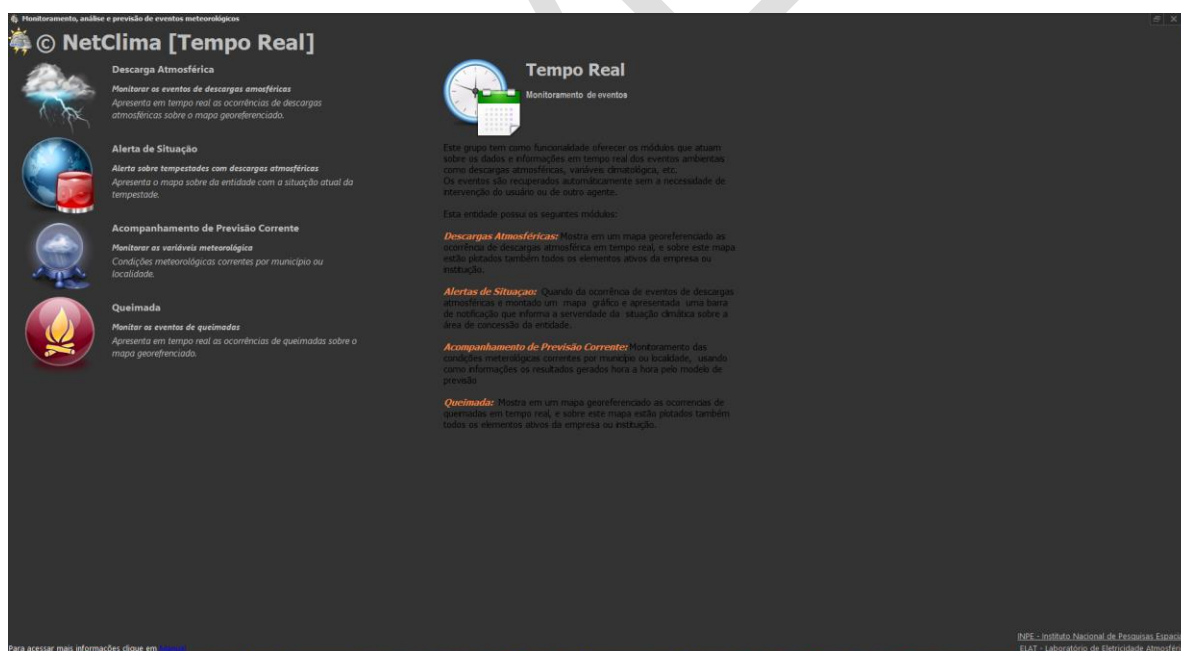 Monitoramento, análise e previsão de eventos meteorológicos
© NetClima [Tempo Real]
Descarga Atmosférica
Monitorar os eventos de descargas amosféricas
Apresenta em tempo real as ocorrências de descargas
atmosféricas sobre o mapa georeferenciado.
Alerta de Situação
Alerta sobre tempestades com descargas atmosféricas
Apresenta o mapa sobre da entidade com a situação atual da
tempestade.
Acompanhamento de Previsão Corrente
Monitorar as variáveis meteorológica
Condições meteorológicas correntes por município ou
localidade.
Queimada
Monitar os eventos de queimadas
Apresenta em tempo real as ocorrências de queimadas sobre o
mapa georefrenciado.
Tempo Real
Monitoramento de eventos
Este grupo tem como funcionalidade oferecer os módulos que atuam
sobre os dados e informações em tempo real dos eventos ambientais
como descargas atmosféricas, variáveis climatológica, etc.
Os eventos são recuperados automáticamente sem a necessidade de
intervenção do usuário ou de outro agente.
Esta entidade possui os seguintes módulos:
Descargas Atmosféricas: Mostra em um mapa georeferenciado as
ocorrência de descargas atmosférica em tempo real, e sobre este mapa
estão plotados também todos os elementos ativos da empresa ou
instituição.
Alertas de Situaçao: Quando da ocorrência de eventos de descargas
atmosféricas e montado um mapa gráfico e apresentada uma barra
de notificação que informa a serveridade da situação climática sobre a
área de concessão da entidade.
Acompanhamento de Previsão Corrente: Monitoramento das
condições meterológicas correntes por município ou localdade, usando
como informações os resultados gerados hora a hora pelo modelo de
previsão
Queimada: Mostra em um mapa georeferenciado as ocorrencias de
queimadas em tempo real, e sobre este mapa estão plotados também
todos os elementos ativos da empresa ou instituição.
INPE - Instituto Nacional de Pesquisas Espacia
ELAT - Laboratório de Eletricidade Atmosféri
Para acessar mais informações clique em